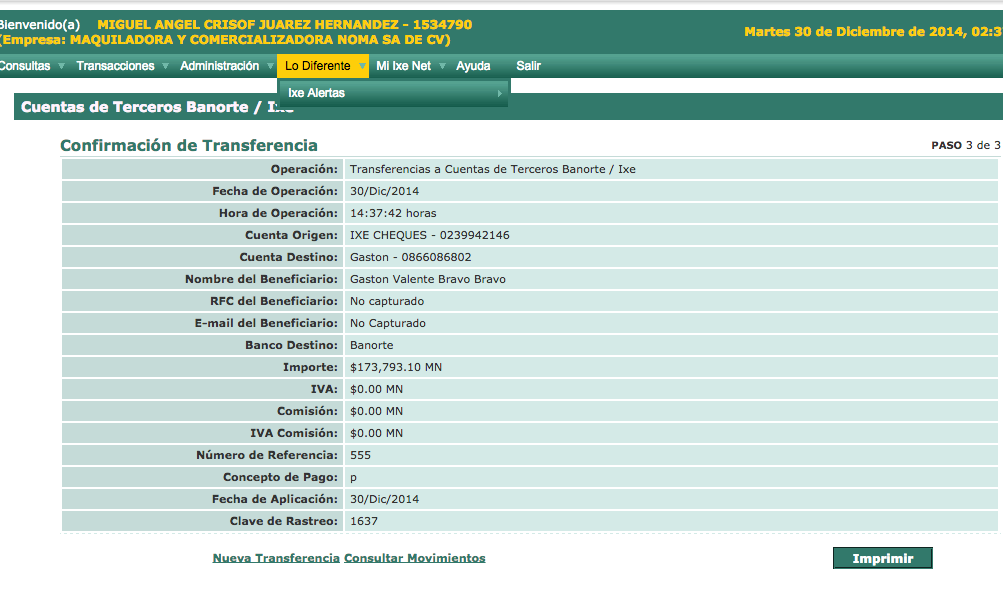 Bienvenido(a) MIGUEL ANGEL CRISOF JUAREZ HERNANDEZ - 1534790
(Empresa: MAQUILADORA Y COMERCIALIZADORA NOMA SA DE CV)
Martes 30 de Diciembre de 2014, 02:3
Consultas Transacciones Administración Lo Diferente Mi Ixe Net Ayuda Salir
Ixe Alertas
Cuentas de Terceros Banorte / Ixe
Confirmación de Transferencia PASO 3 de 3
Operación: Transferencias a Cuentas de Terceros Banorte / Ixe
Fecha de Operación: 30/Dic/2014
Hora de Operación: 14:37:42 horas
Cuenta Origen: IXE CHEQUES - 0239942146
Cuenta Destino: Gaston - 0866086802
Nombre del Beneficiario: Gaston Valente Bravo Bravo
RFC del Beneficiario: No capturado
E-mail del Beneficiario: No Capturado
Banco Destino: Banorte
Importe: $173,793.10 MN
IVA: $0.00 MN
Comisión: $0.00 MN
IVA Comisión: $0.00 MN
Número de Referencia: 555
Concepto de Pago: p
Fecha de Aplicación: 30/Dic/2014
Clave de Rastreo: 1637
Nueva Transferencia Consultar Movimientos Imprimir